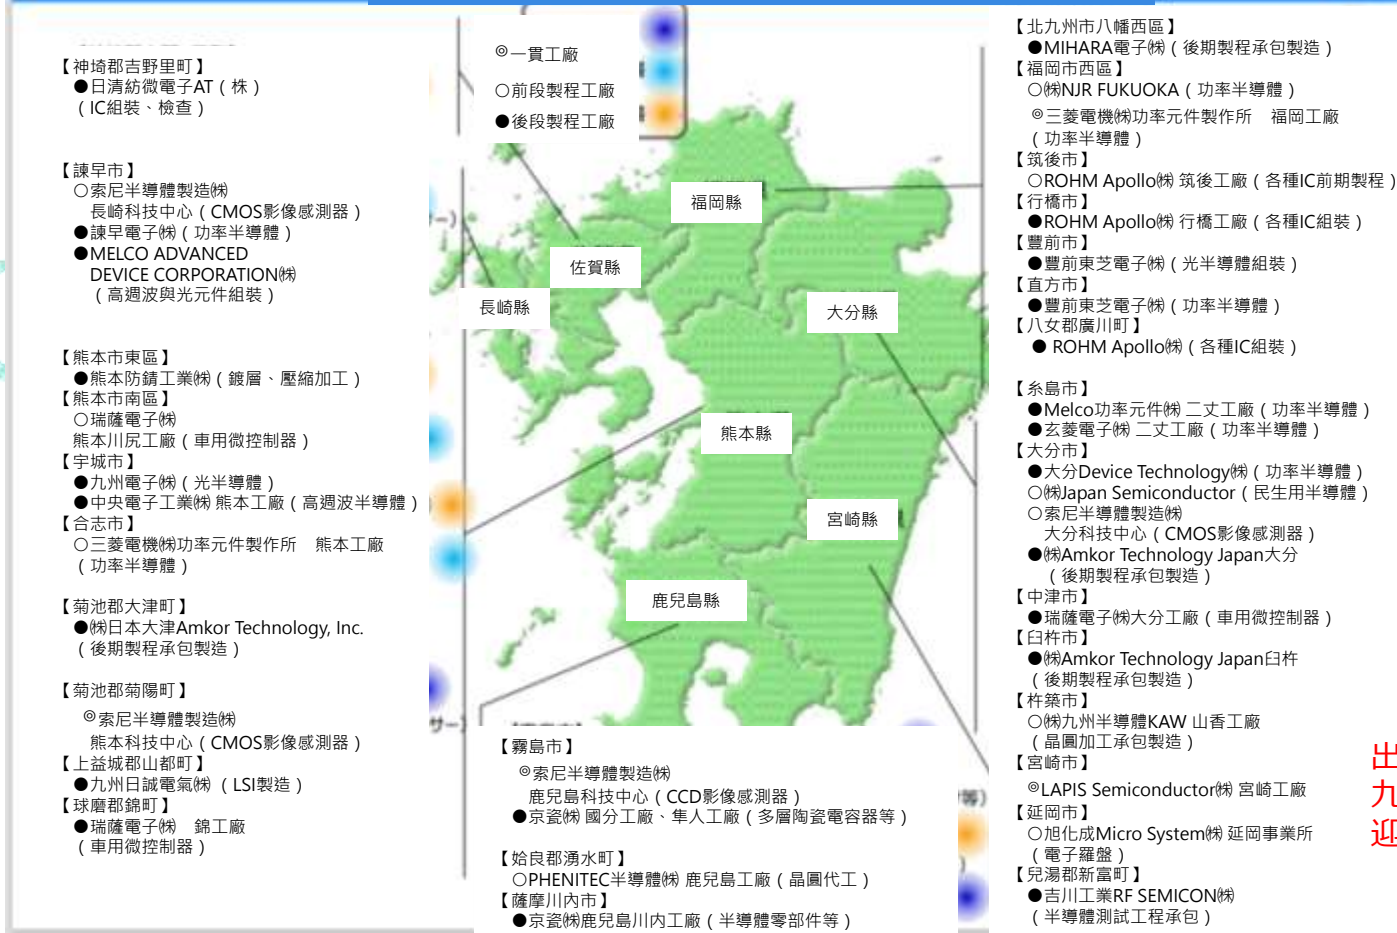 【神埼郡吉野里町】
●日清紡微電子AT（株）
（IC組裝、檢查）
【諫早市】
○索尼半導體製造㈱
長崎科技中心（CMOS影像感測器）
●諫早電子㈱（功率半導體）
●MELCO ADVANCED
DEVICE CORPORATION㈱
（高週波與光元件組裝）
【熊本市東區】
●熊本防錆工業㈱（鍍層、壓縮加工）
【熊本市南區】
○瑞薩電子㈱
熊本川尻工廠（車用微控制器）
【宇城市】
●九州電子㈱（光半導體）
●中央電子工業㈱ 熊本工廠（高週波半導體）
【合志市】
○三菱電機㈱功率元件製作所　熊本工廠
（功率半導體）
【菊池郡大津町】
●㈱日本大津Amkor Technology, Inc.
（後期製程承包製造）
【菊池郡菊陽町】
◎索尼半導體製造㈱
熊本科技中心（CMOS影像感測器）
【上益城郡山都町】
●九州日誠電氣㈱（LSI製造）
【球磨郡錦町】
●瑞薩電子㈱　錦工廠
（車用微控制器）
◎一貫工廠
○前段製程工廠
●後段製程工廠
福岡縣
佐賀縣
長崎縣
大分縣
熊本縣
宮崎縣
鹿兒島縣
サー）
等）
【霧島市】
◎索尼半導體製造㈱
鹿兒島科技中心（CCD影像感測器）
●京瓷㈱ 國分工廠、隼人工廠（多層陶瓷電容器等）
【姶良郡湧水町】
○PHENITEC半導體㈱ 鹿兒島工廠（晶圓代工）
【薩摩川內市】
●京瓷㈱鹿兒島川內工廠（半導體零部件等）
【北九州市八幡西區】
●MIHARA電子㈱（後期製程承包製造）
【福岡市西區】
○㈱NJR FUKUOKA（功率半導體）
◎三菱電機㈱功率元件製作所　福岡工廠
（功率半導體）
【筑後市】
○ROHM Apollo㈱ 筑後工廠（各種IC前期製程）
【行橋市】
●ROHM Apollo㈱ 行橋工廠（各種IC組裝）
【豐前市】
●豐前東芝電子㈱（光半導體組裝）
【直方市】
●豐前東芝電子㈱（功率半導體）
【八女郡廣川町】
● ROHM Apollo㈱（各種IC組裝）
【糸島市】
●Melco功率元件㈱ 二丈工廠（功率半導體）
●玄菱電子㈱ 二丈工廠（功率半導體）
【大分市】
●大分Device Technology㈱（功率半導體）
○㈱Japan Semiconductor（民生用半導體）
○索尼半導體製造㈱
大分科技中心（CMOS影像感測器）
●㈱Amkor Technology Japan大分
（後期製程承包製造）
【中津市】
●瑞薩電子㈱大分工廠（車用微控制器）
【臼杵市】
●㈱Amkor Technology Japan臼杵
（後期製程承包製造）
【杵築市】
○㈱九州半導體KAW 山香工廠
（晶圓加工承包製造）
【宮崎市】
◎LAPIS Semiconductor㈱ 宮崎工廠
【延岡市】
○旭化成Micro System㈱ 延岡事業所
（電子羅盤）
【兒湯郡新富町】
●吉川工業RF SEMICON㈱
（半導體測試工程承包）
出
九
迎